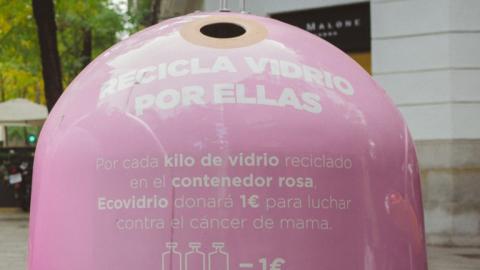 MALONE
RECICLA VIDRIO
POR ELLAS
Por cada kilo de vidrio reciclado
en el contenedor rosa,
Ecovidrio donará 1€ para luchar
contra el cáncer de mama.
= 1€